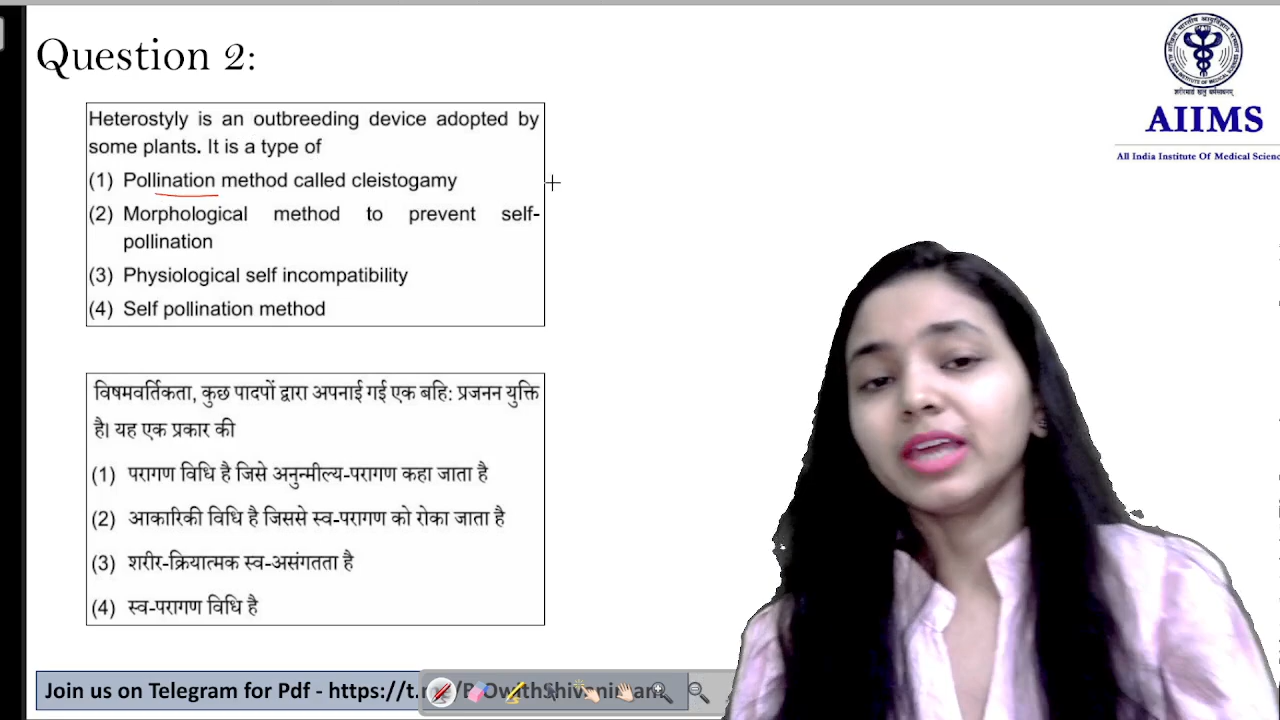 Question 2:
Heterostyly is an outbreeding device adopted by
some plants. It is a type of
(1) Pollination method called cleistogamy
(2) Morphological method to prevent self-
pollination
(3) Physiological self incompatibility
(4) Self pollination method
विषमवर्तिकता, कुछ पादपों द्वारा अपनाई गई एक बहि: प्रजनन युक्ति
है। यह एक प्रकार की
(1) परागण विधि है जिसे अनुन्मील्य-परागण कहा जाता है
(2) आकारिकी विधि है जिससे स्व-परागण को रोका जाता है
(3) शरीर-क्रियात्मक स्व-असंगतता है
(4) स्व-परागण विधि है
AIIMS
All India Institute Of Medical Scienc
Join us on Telegram for Pdf - https://t.